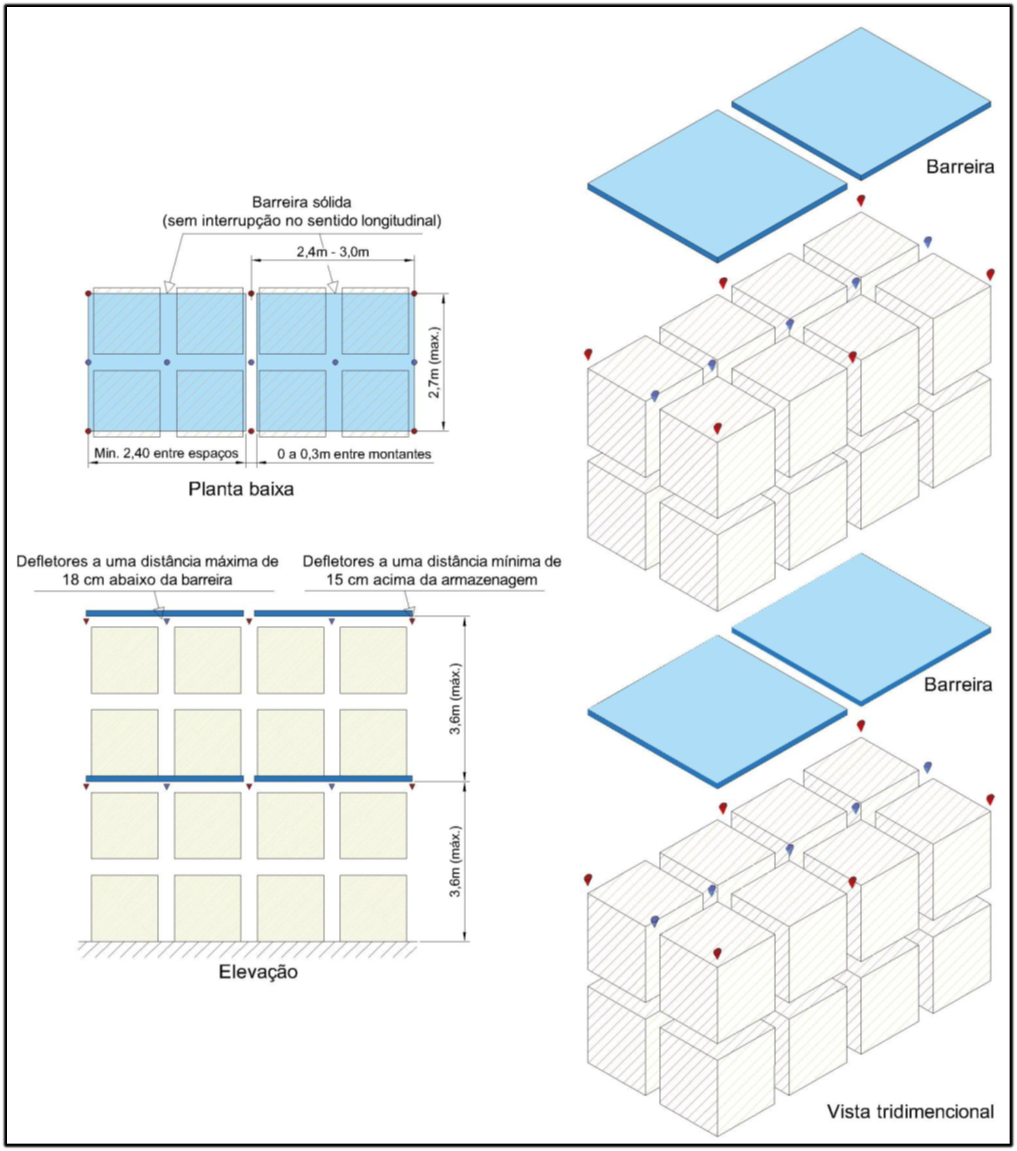 Barreira
Barreira sólida
(sem interrupção no sentido longitudinal)
2,4m - 3,0m
2,7m (max.)
Min. 2,40 entre espaços
0 a 0,3m entre montantes
Planta baixa
Defletores a uma distância máxima de
18 cm abaixo da barreira
Defletores a uma distância mínima de
15 cm acima da armazenagem
3,6m (máx.)
3,6m (máx.)
Elevação
Barreira
Vista tridimencional